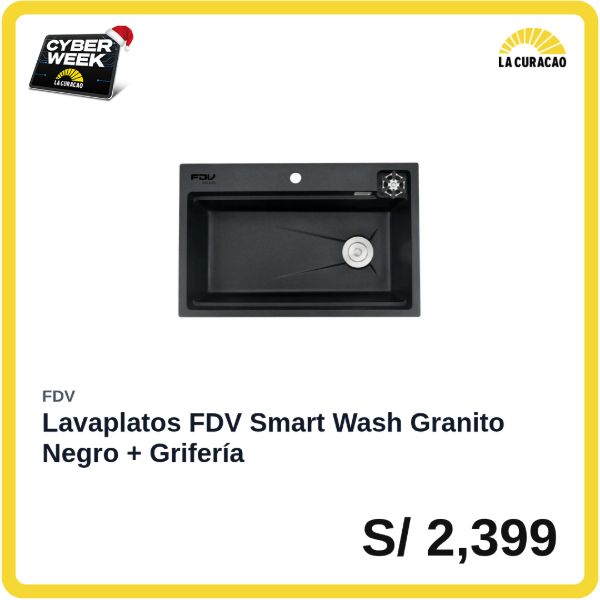 CYBER
WEEK
LA CURACAO
LA CURACAO
FDV
FDV
Lavaplatos FDV Smart Wash Granito
Negro + Grifería
S/ 2,399